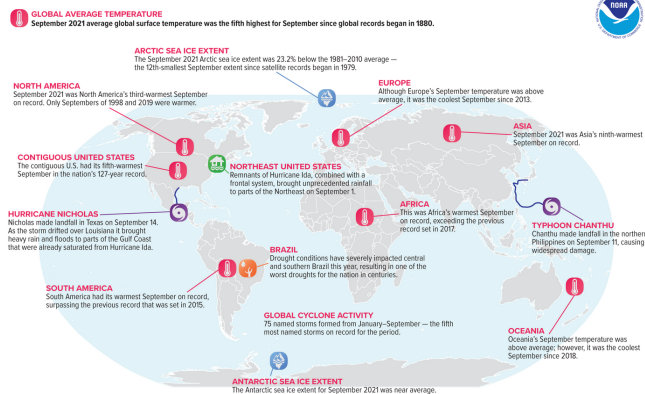 GLOBAL AVERAGE TEMPERATURE
September 2021 average global surface temperature was the fifth highest for September since global records began in 1880.
NOAA
ARCTIC SEA ICE EXTENT
The September 2021 Arctic sea ice extent was 23.2% below the 1981–2010 average —
the 12th-smallest September extent since satellite records began in 1979.
NORTH AMERICA
September 2021 was North America's third-warmest September
on record. Only Septembers of 1998 and 2019 were warmer.
EUROPE
Although Europe's September temperature was above
average, it was the coolest September since 2013.
ASIA
September 2021 was Asia's ninth-warmest
September on record.
CONTIGUOUS UNITED STATES
The contiguous U.S. had its fifth-warmest
September in the nation's 127-year record.
NORTHEAST UNITED STATES
Remnants of Hurricane Ida, combined with a
frontal system, brought unprecedented rainfall
to parts of the Northeast on September 1.
HURRICANE NICHOLAS
Nicholas made landfall in Texas on September 14.
As the storm drifted over Louisiana it brought
heavy rain and floods to parts of the Gulf Coast
that were already saturated from Hurricane Ida.
AFRICA
This was Africa's warmest September
on record, exceeding the previous
record set in 2017.
TYPHOON CHANTHU
Chanthu made landfall in the northern
Philippines on September 11, causing
widespread damage.
BRAZIL
Drought conditions have severely impacted central
and southern Brazil this year, resulting in one of the
worst droughts for the nation in centuries.
SOUTH AMERICA
South America had its warmest September on record,
surpassing the previous record that was set in 2015.
GLOBAL CYCLONE ACTIVITY
75 named storms formed from January–September — the fifth
most named storms on record for the period.
OCEANIA
Oceania's September temperature was
above average; however, it was the coolest
September since 2018.
ANTARCTIC SEA ICE EXTENT
The Antarctic ice extent for September 2021 was near average.